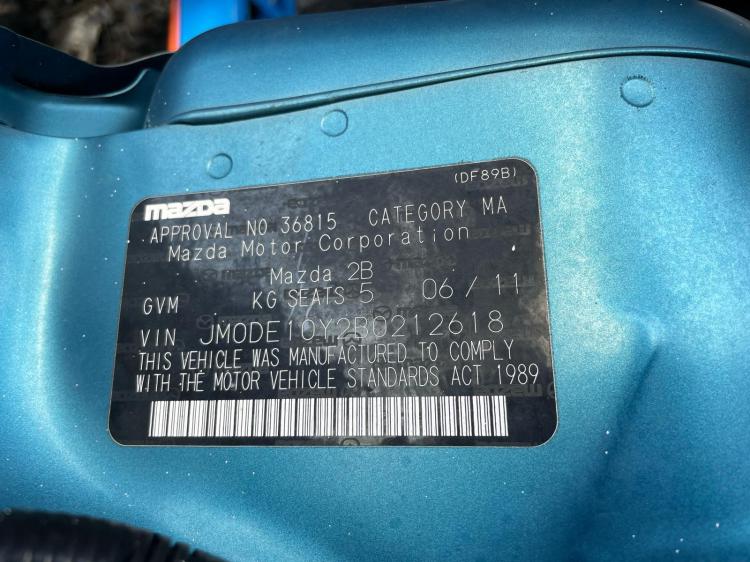 (DF89B)
mazda
APPROVAL NO 36815 CATEGORY MA
Mazda Motor Corporation
Mazda 2B
GVM KG SEATS 5 06 / 11
VIN JM0DE10Y2B0212618
THIS VEHICLE WAS MANUFACTURED TO COMPLY
WITH THE MOTOR VEHICLE STANDARDS ACT 1989